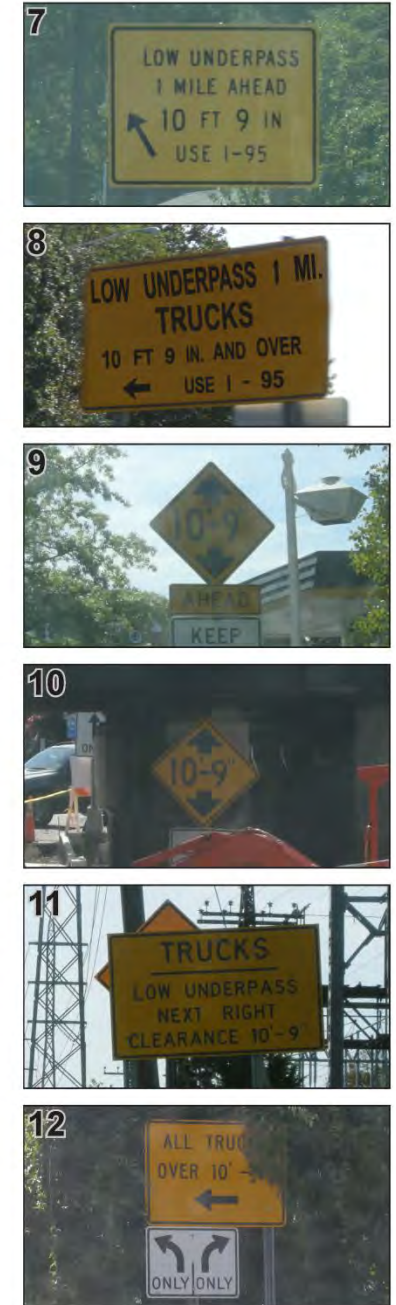 7
LOW UNDERPASS
1 MILE AHEAD
10 FT 9 IN
USE I-95
8
LOW UNDERPASS 1 MI.
TRUCKS
10 FT 9 IN. AND OVER
USE I - 95
9
10'-9"
AHEAD
KEEP
10
10'-9"
11
TRUCKS
LOW UNDERPASS
NEXT RIGHT
CLEARANCE 10'-9"
12
ALL
OVER 10'-
ONLY ONLY